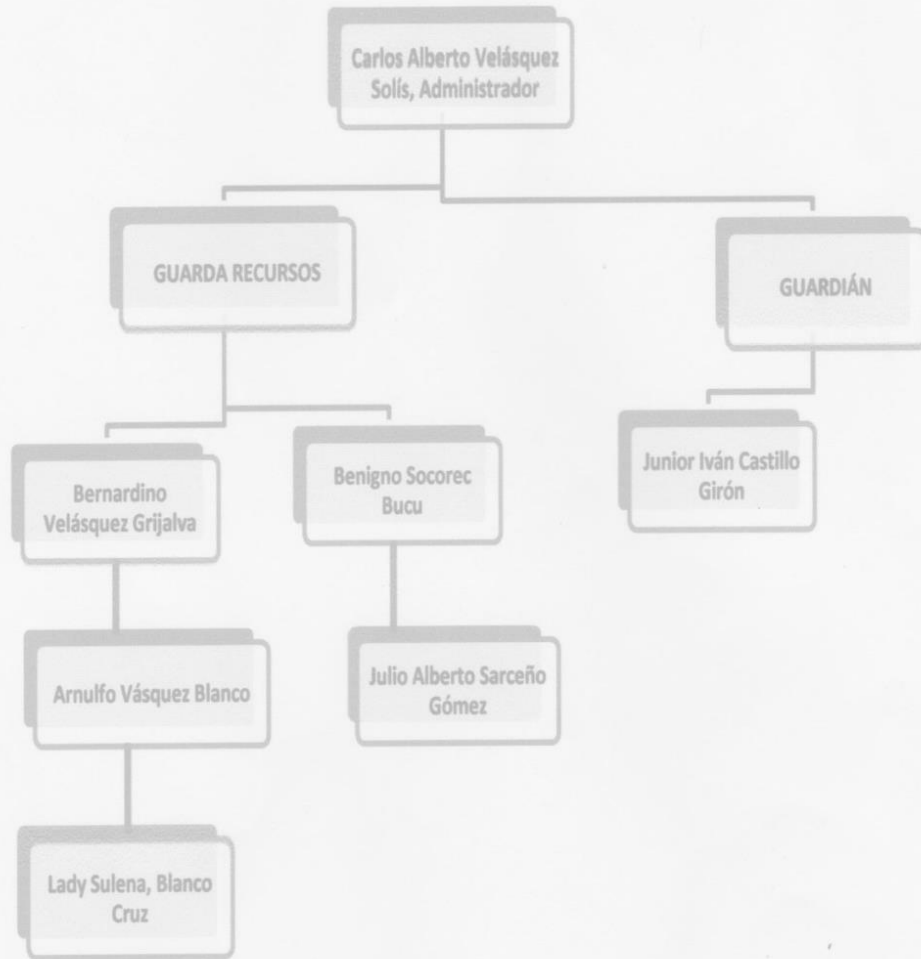 Carlos Alberto Velásquez
Solís, Administrador
GUARDA RECURSOS
GUARDIÁN
Bernardino
Velásquez Grijalva
Benigno Socorec
Bucu
Junior Iván Castillo
Girón
Arnulfo Vásquez Blanco
Julio Alberto Sarceño
Gómez
Lady Sulena, Blanco
Cruz